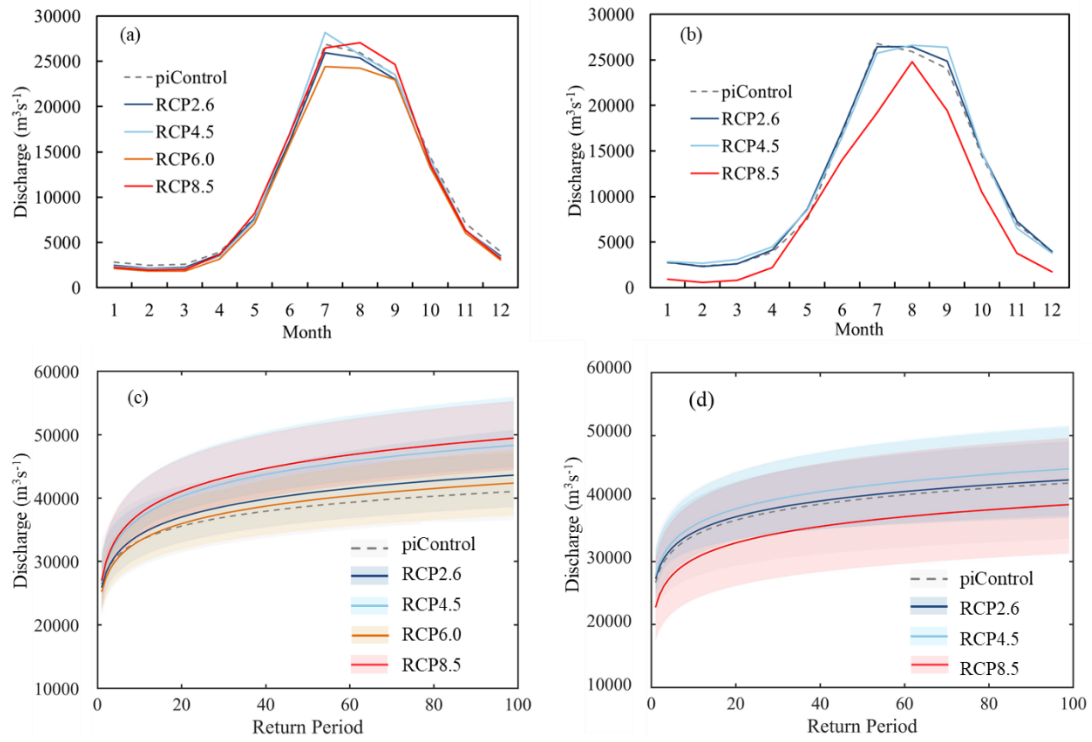 (a)
30000
25000
20000
15000
10000
5000
0
Discharge (m³s⁻¹)
piControl
RCP2.6
RCP4.5
RCP6.0
RCP8.5
1 2 3 4 5 6 7 8 9 10 11 12
Month
(b)
30000
25000
20000
15000
10000
5000
0
Discharge (m³s⁻¹)
piControl
RCP2.6
RCP4.5
RCP8.5
1 2 3 4 5 6 7 8 9 10 11 12
Month
(c)
60000
50000
40000
30000
20000
10000
Discharge (m³s⁻¹)
piControl
RCP2.6
RCP4.5
RCP6.0
RCP8.5
0 20 40 60 80 100
Return Period
(d)
60000
50000
40000
30000
20000
10000
Discharge (m³s⁻¹)
piControl
RCP2.6
RCP4.5
RCP8.5
0 20 40 60 80 100
Return Period